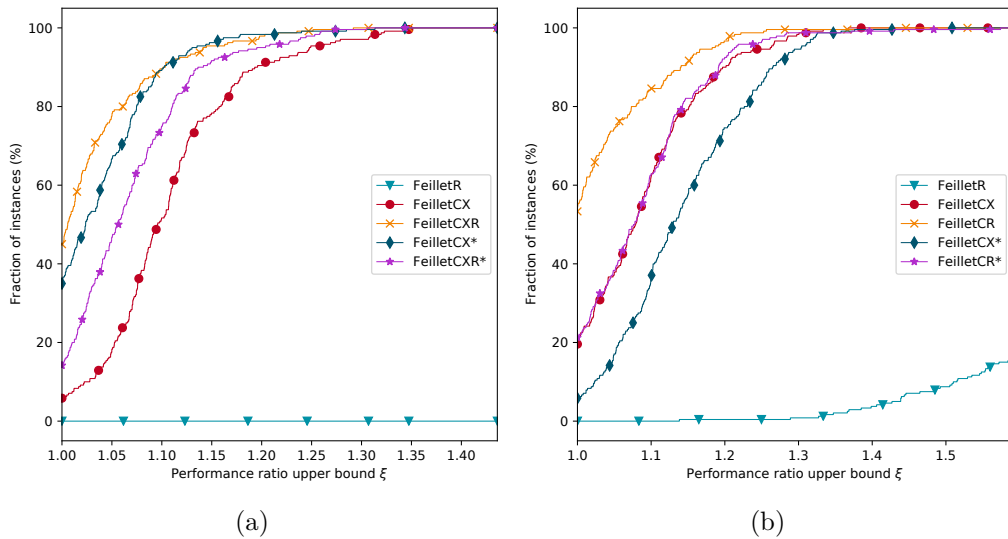 Fraction of instances (%)
100
80
60
40
20
0
FeilletR
FeilletCX
FeilletCXR
FeilletCX*
FeilletCXR*
1.00 1.05 1.10 1.15 1.20 1.25 1.30 1.35 1.40
Performance ratio upper bound ξ
(a)
Fraction of instances (%)
100
80
60
40
20
0
FeilletR
FeilletCX
FeilletCR
FeilletCX*
FeilletCR*
1.0 1.1 1.2 1.3 1.4 1.5
Performance ratio upper bound ξ
(b)